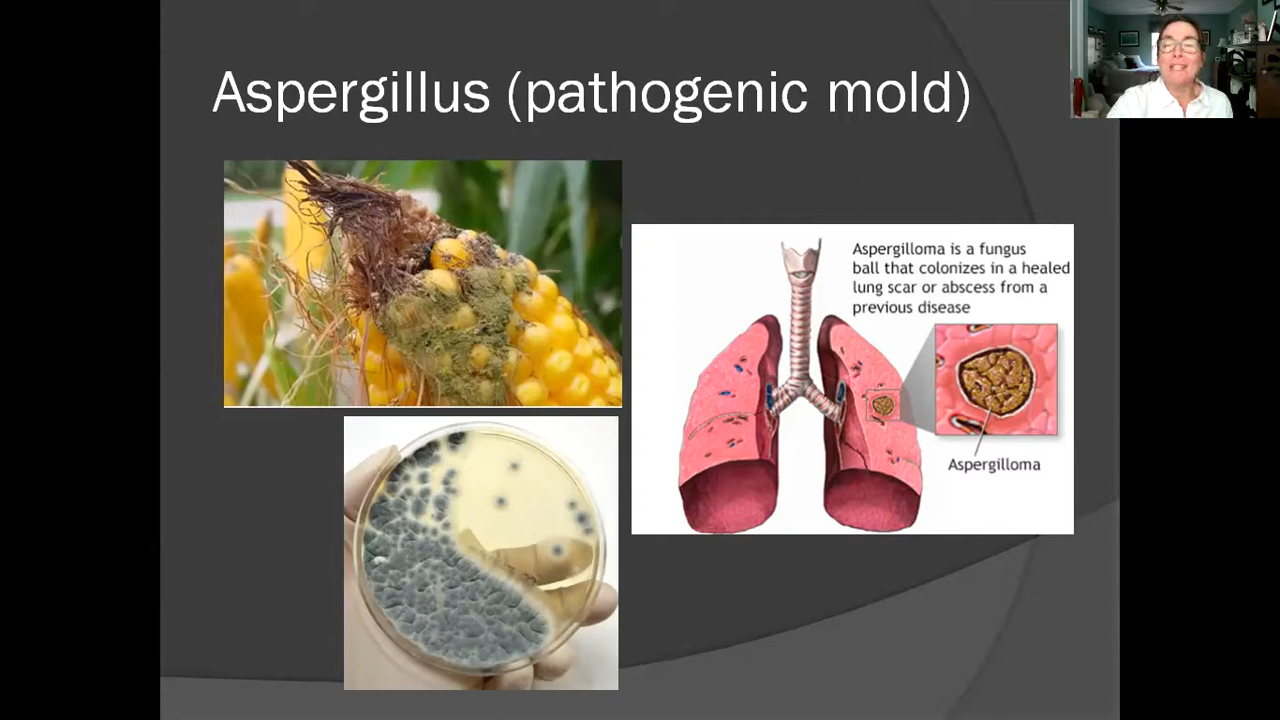 Aspergillus (pathogenic mold)
Aspergilloma is a fungus
ball that colonizes in a healed
lung scar or abscess from a
previous disease
Aspergilloma